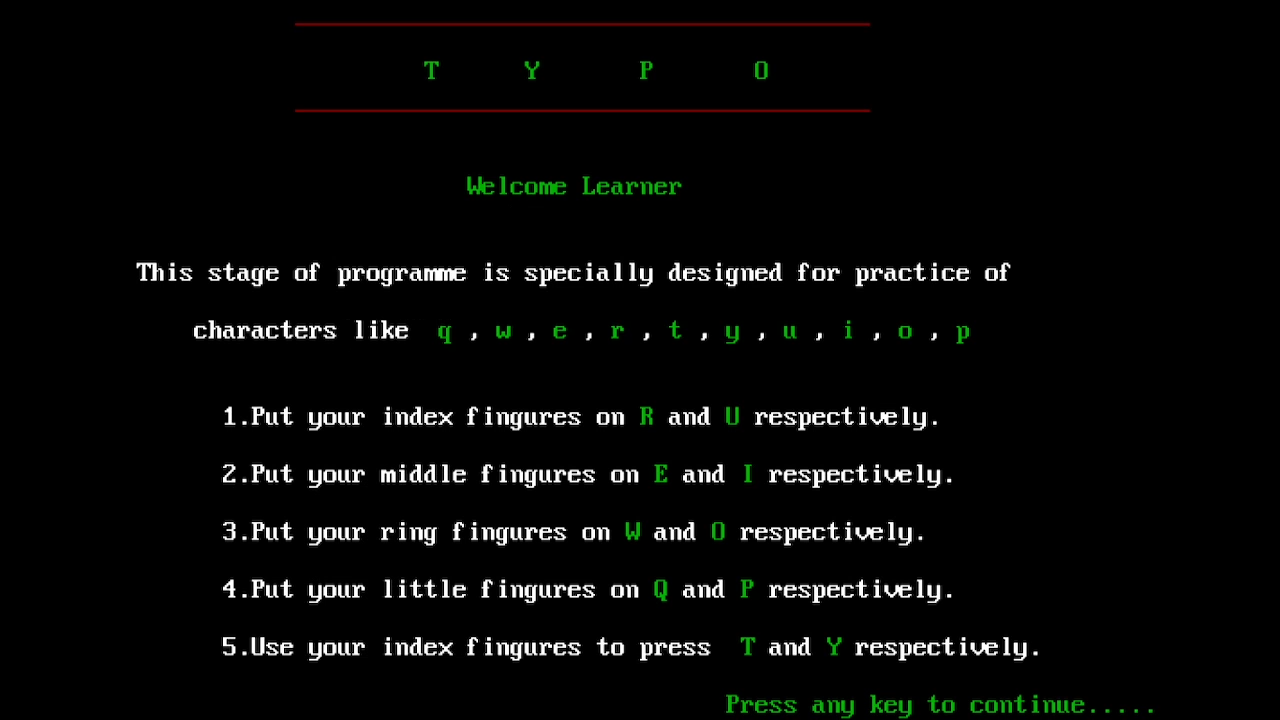 T Y P O
Welcome Learner
This stage of programme is specially designed for practice of
characters like q , w , e , r , t , y , u , i , o , p
1.Put your index fingures on R and U respectively.
2.Put your middle fingures on E and I respectively.
3.Put your ring fingures on W and O respectively.
4.Put your little fingures on Q and P respectively.
5.Use your index fingures to press T and Y respectively.
Press any key to continue.....